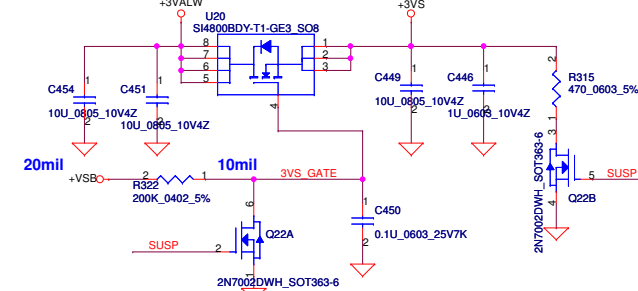 +3VALW
+3VS
U20
SI4800BDY-T1-GE3_SO8
8
7
6
5
1
2
3
4
C454
1
2
10U_0805_10V4Z
C451
1
2
10U_0805_10V4Z
C449
1
2
10U_0805_10V4Z
C446
1
2
1U_0603_10V4Z
2
R315
470_0603_5%
1
20mil
10mil
+VSB
2
1
R322
200K_0402_5%
3VS_GATE
6
SUSP
2
Q22A
1
2N7002DWH_SOT363-6
1
C450
0.1U_0603_25V7K
2
3
2N7002DWH_SOT363-6
5
SUSP
Q22B
4